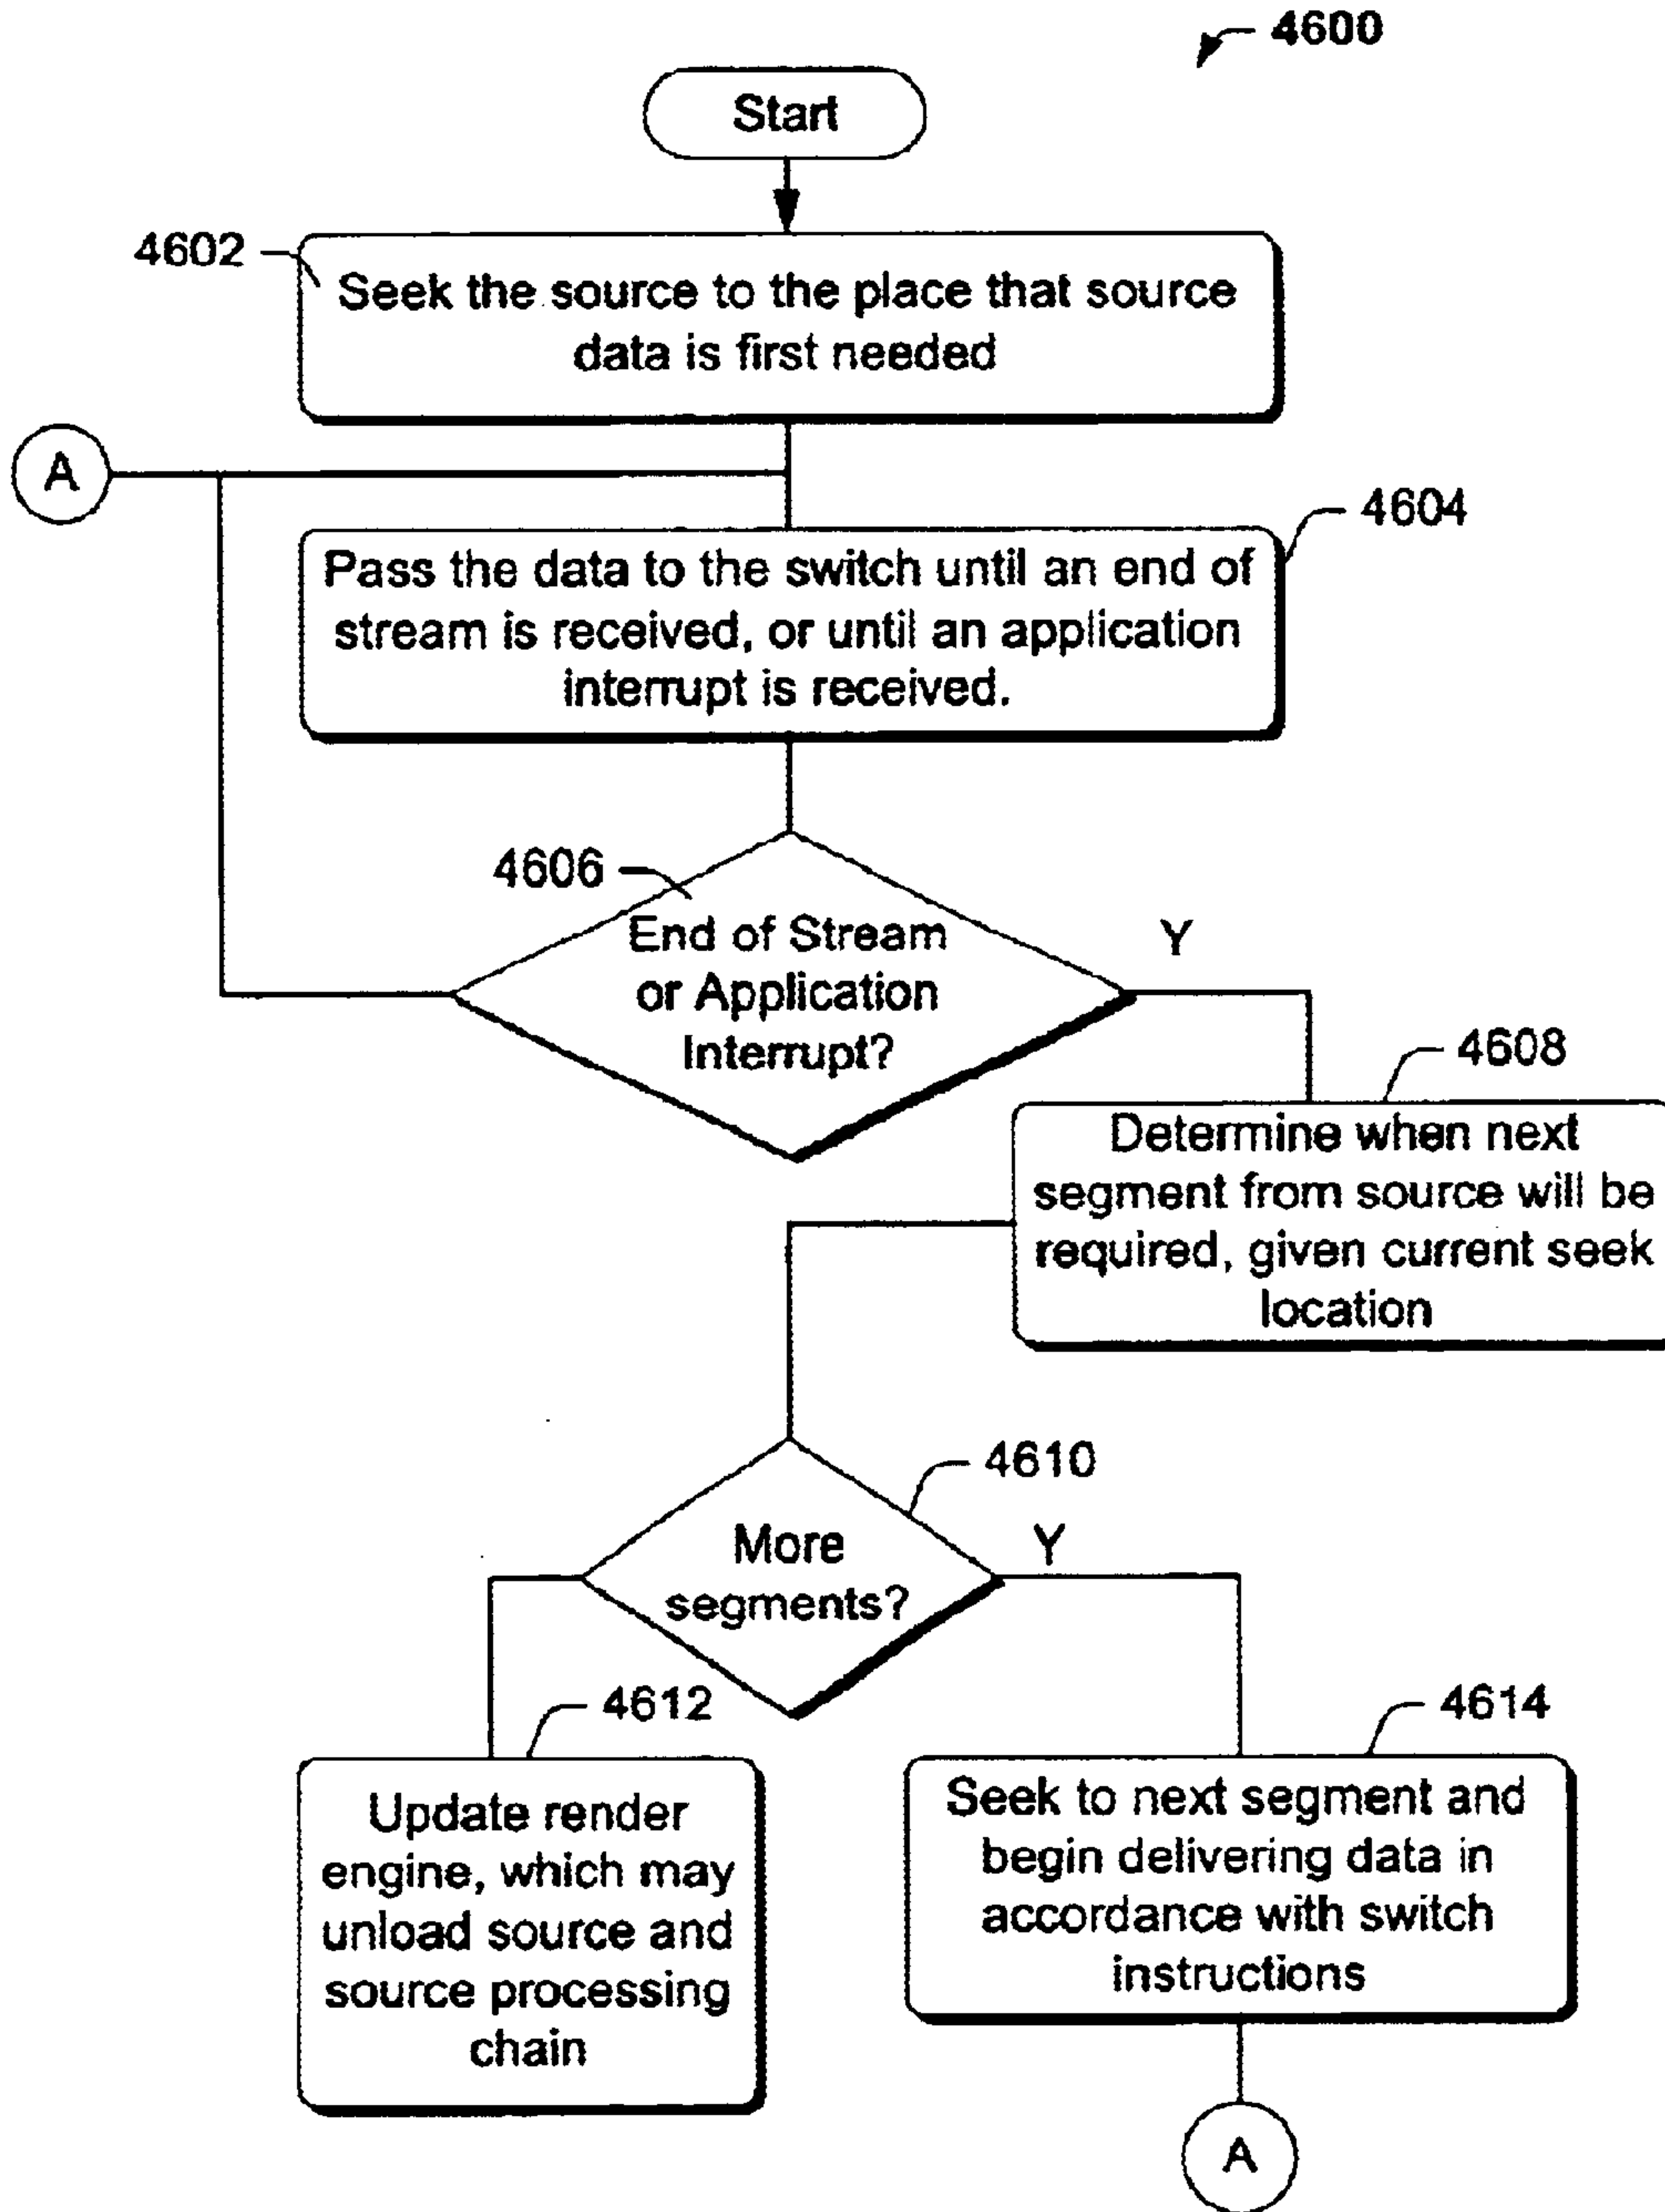 4600
Start
4602
Seek the source to the place that source
data is first needed
A
4604
Pass the data to the switch until an end of
stream is received, or until an application
interrupt is received.
4606
End of Stream
or Application
Interrupt?
Y
4608
Determine when next
segment from source will be
required, given current seek
location
4610
More
segments?
Y
4612
Update render
engine, which may
unload source and
source processing
chain
4614
Seek to next segment and
begin delivering data in
accordance with switch
instructions
A